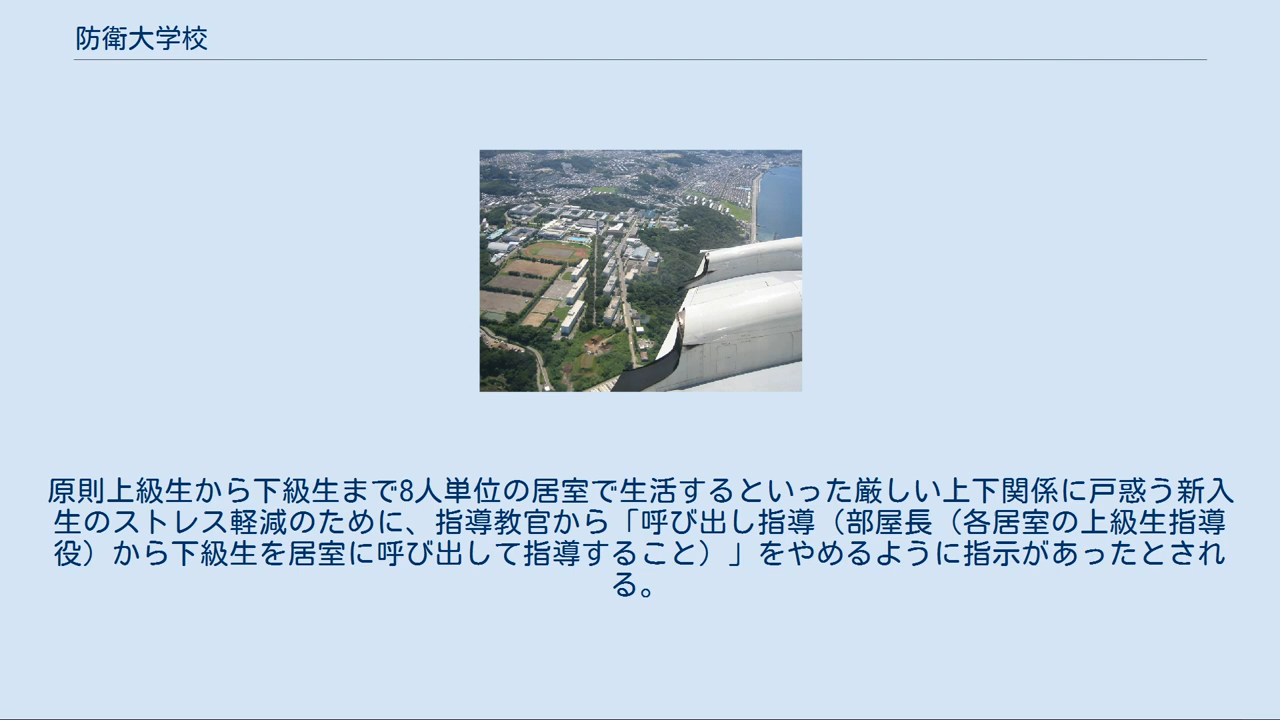 防衛大学校
原則上級生から下級生まで8人単位の居室で生活するといった厳しい上下関係に戸惑う新入
生のストレス軽減のために、指導教官から「呼び出し指導（部屋長（各居室の上級生指導
役）から下級生を居室に呼び出して指導すること）」をやめるように指示があったとされ
る。